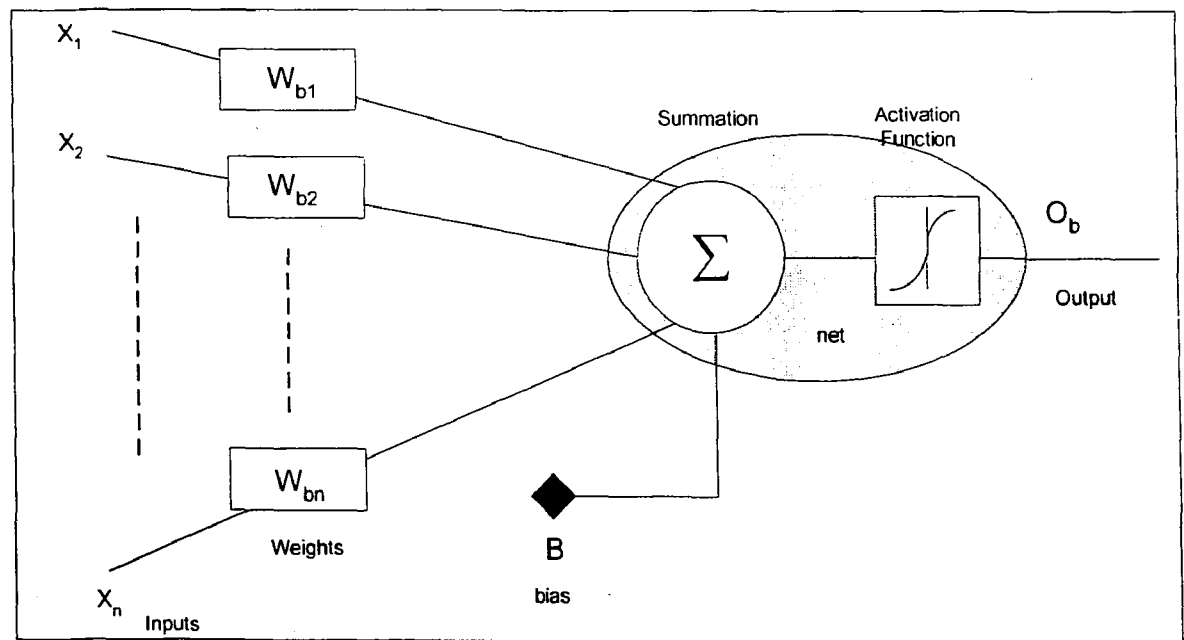 X1
Wb1
Summation
Activation
Function
X2
Wb2
Σ
Ob
Output
net
Wbn
Weights
B
bias
Xn
Inputs